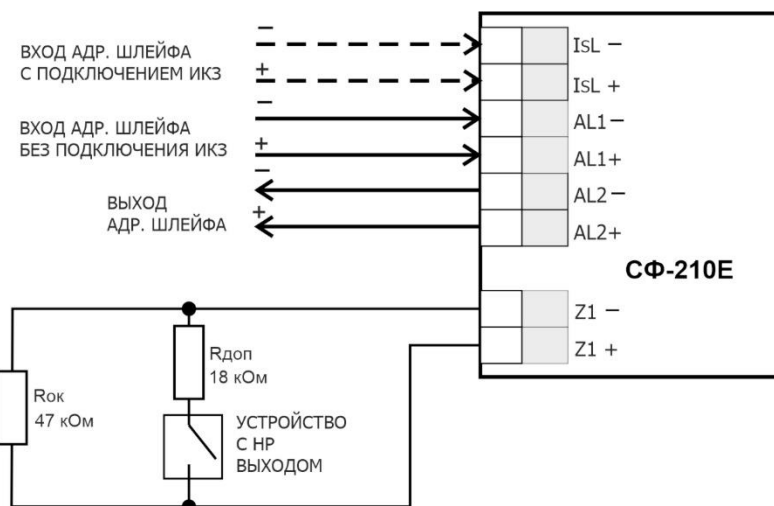 ВХОД АДР. ШЛЕЙФА
С ПОДКЛЮЧЕНИЕМ ИКЗ
−
+
ВХОД АДР. ШЛЕЙФА
БЕЗ ПОДКЛЮЧЕНИЯ ИКЗ
−
+
ВЫХОД
АДР. ШЛЕЙФА
−
+
IsL −
IsL +
AL1−
AL1+
AL2−
AL2+
СФ-210Е
Z1 −
Z1 +
Rок
47 кОм
Rдоп
18 кОм
УСТРОЙСТВО
С НР
ВЫХОДОМ